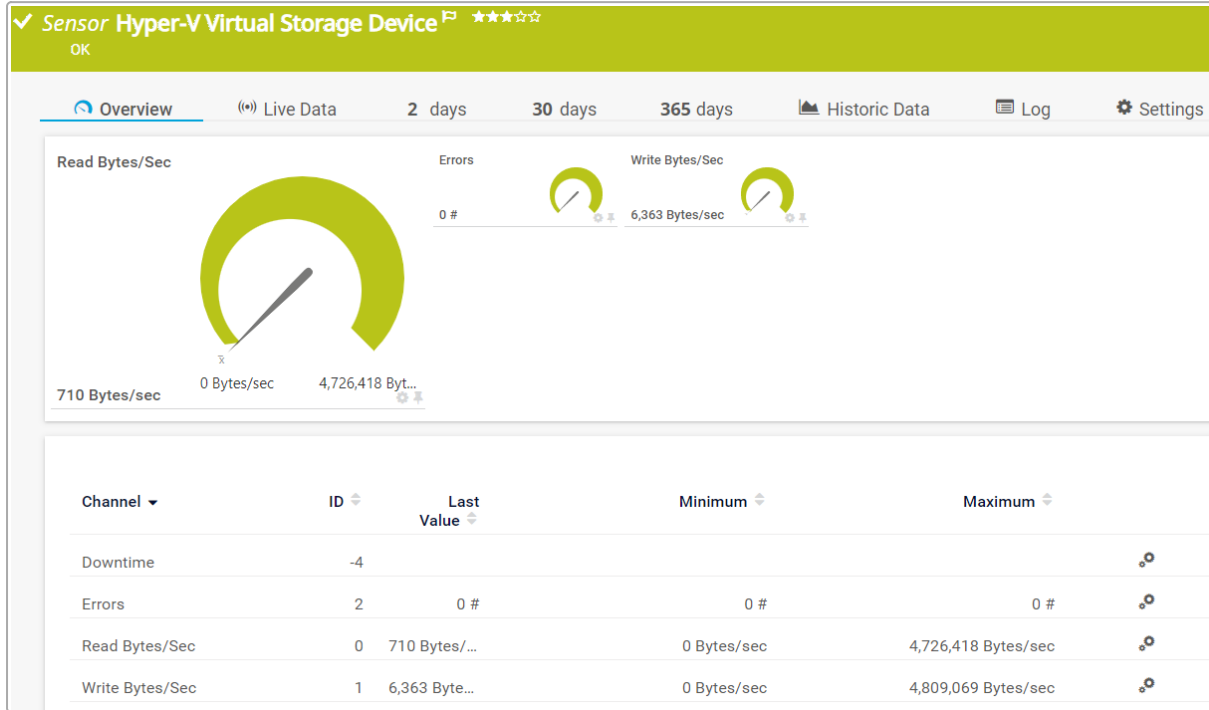 Sensor Hyper-V Virtual Storage Device
OK
Overview Live Data 2 days 30 days 365 days Historic Data Log Settings
Read Bytes/Sec
Errors
Write Bytes/Sec
0 #
6,363 Bytes/sec
x
0 Bytes/sec 4,726,418 Byt...
710 Bytes/sec
Channel ID Last Value Minimum Maximum
Downtime -4
Errors 2 0 # 0 # 0 #
Read Bytes/Sec 0 710 Bytes/... 0 Bytes/sec 4,726,418 Bytes/sec
Write Bytes/Sec 1 6,363 Byte... 0 Bytes/sec 4,809,069 Bytes/sec